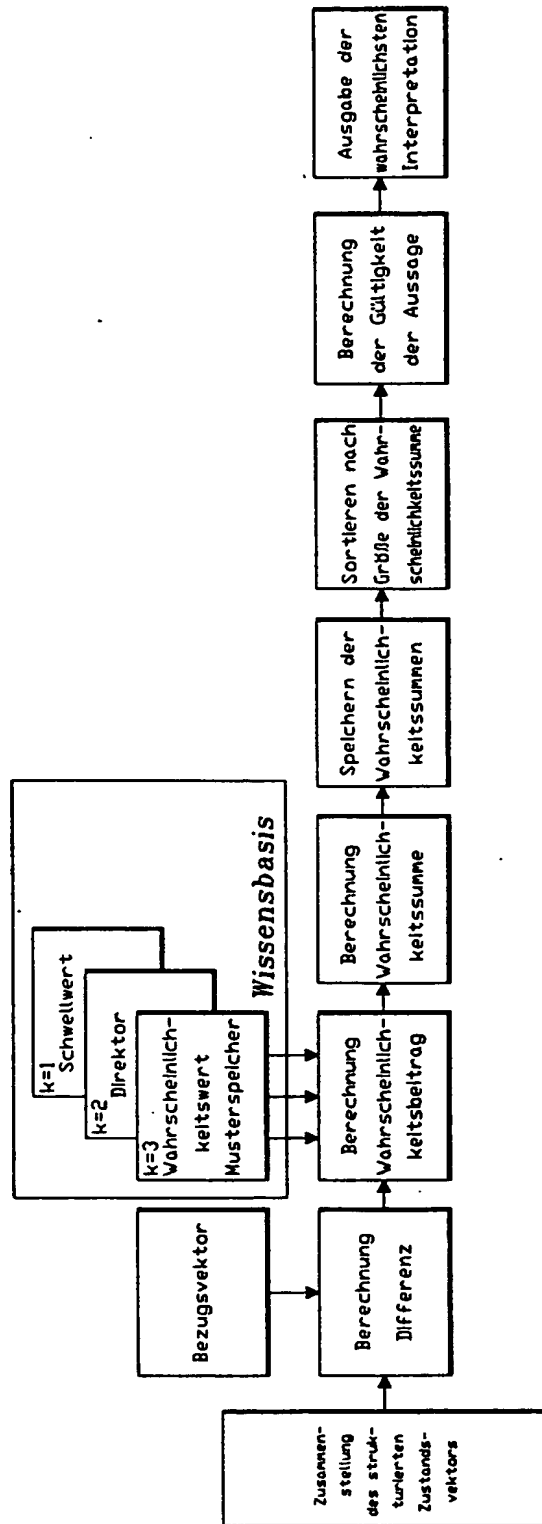 Zusammen-
stellung
des struk-
turierten
Zustands-
vektors
Bezugsvektor
Berechnung
Differenz
k=1
Schwellwert
k=2
Direktor
k=3
Wahrscheinlich-
keitswert
Musterspeicher
Wissensbasis
Berechnung
Wahrscheinlich-
keitsbeitrag
Berechnung
Wahrscheinlich-
keitssumme
Speichern der
Wahrscheinlich-
keitssummen
Sortieren nach
Größe der Wahr-
scheinlichkeitssumme
Berechnung
der Gültigkeit
der Aussage
Ausgabe der
wahrscheinlichsten
Interpretation